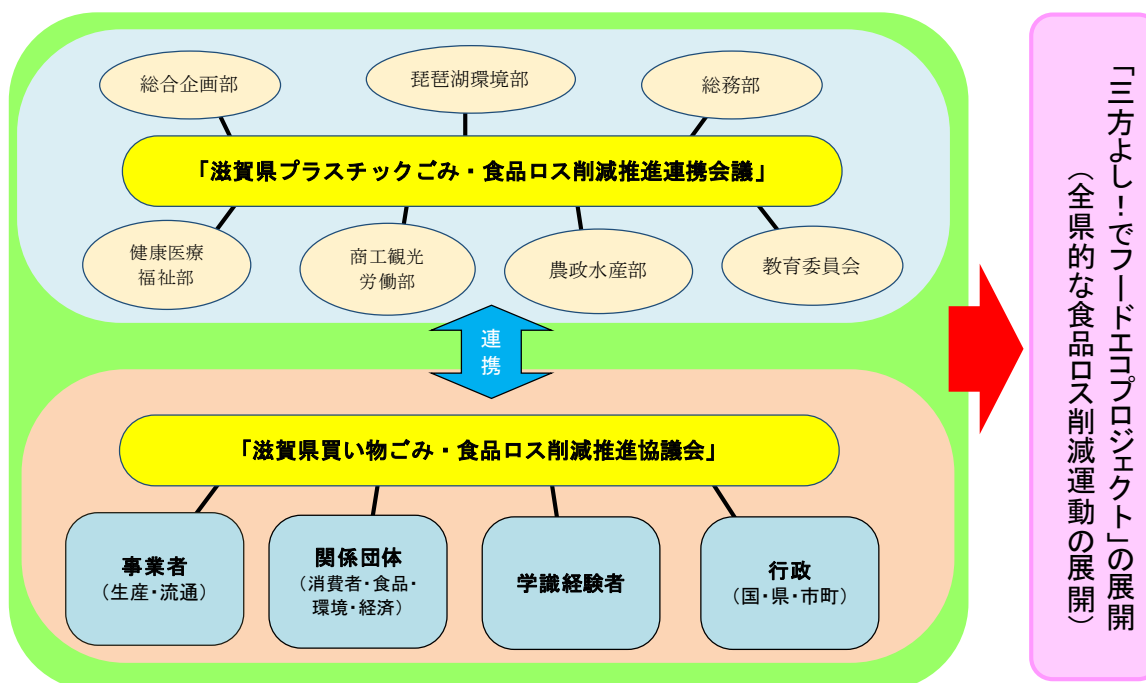 総合企画部
琵琶湖環境部
総務部
「滋賀県プラスチックごみ・食品ロス削減推進連携会議」
健康医療
福祉部
商工観光
労働部
農政水産部
教育委員会
連
携
「滋賀県買い物ごみ・食品ロス削減推進協議会」
事業者
（生産・流通）
関係団体
（消費者・食品・
環境・経済）
学識経験者
行政
（国・県・市町）
「三方よし！でフードエコプロジェクト」の展開
（全県的な食品ロス削減運動の展開）